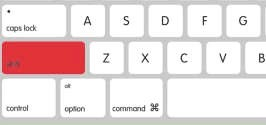 caps lock A S D F G
Z X C V B
alt
control option command ⌘